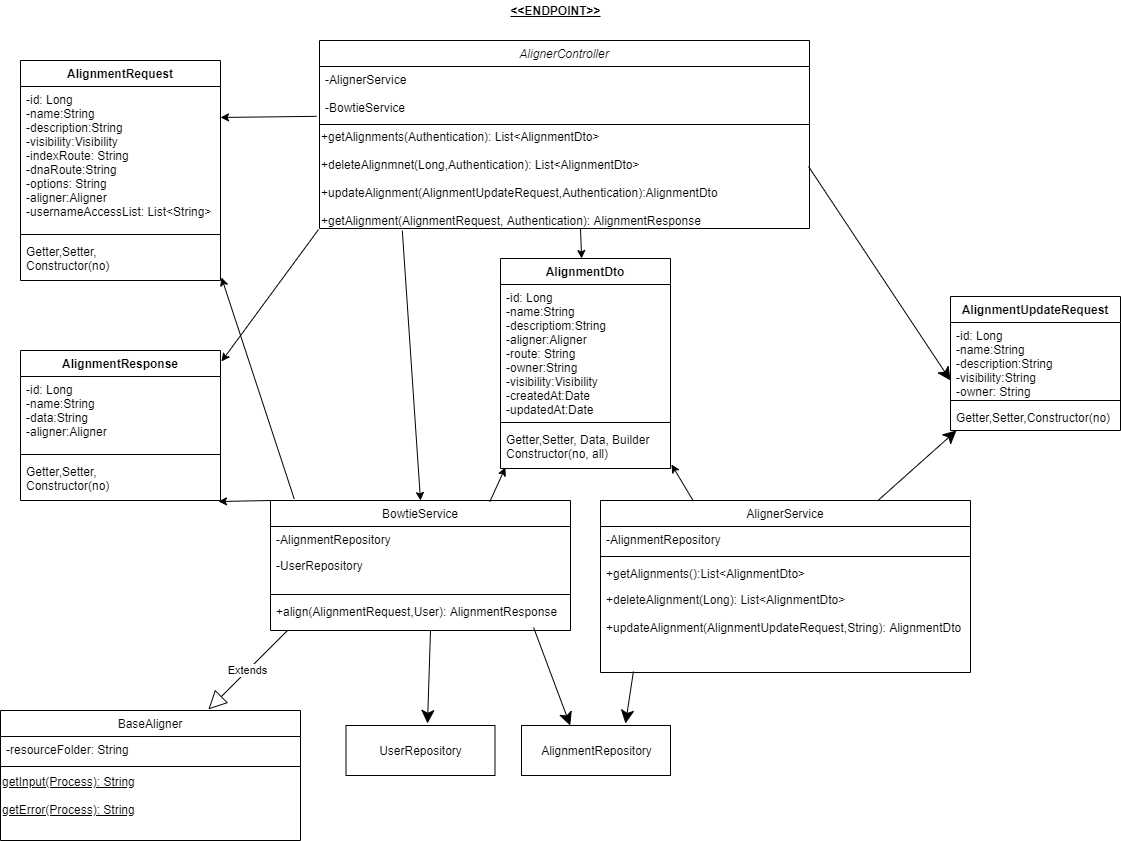 <<ENDPOINT>>
AlignerController
-AlignerService
-BowtieService
+getAlignments(Authentication): List<AlignmentDto>
+deleteAlignmnet(Long,Authentication): List<AlignmentDto>
+updateAlignment(AlignmentUpdateRequest,Authentication):AlignmentDto
+getAlignment(AlignmentRequest, Authentication): AlignmentResponse
AlignmentRequest
-id: Long
-name:String
-description:String
-visibility:Visibility
-indexRoute: String
-dnaRoute:String
-options: String
-aligner:Aligner
-usernameAccessList: List<String>
Getter,Setter,
Constructor(no)
AlignmentDto
-id: Long
-name:String
-descriptiom:String
-aligner:Aligner
-route: String
-owner:String
-visibility:Visibility
-createdAt:Date
-updatedAt:Date
Getter,Setter, Data, Builder
Constructor(no, all)
AlignmentUpdateRequest
-id: Long
-name:String
-description:String
-visibility:String
-owner: String
Getter,Setter,Constructor(no)
AlignmentResponse
-id: Long
-name:String
-data:String
-aligner:Aligner
Getter,Setter,
Constructor(no)
BowtieService
-AlignmentRepository
-UserRepository
+align(AlignmentRequest,User): AlignmentResponse
AlignerService
-AlignmentRepository
+getAlignments():List<AlignmentDto>
+deleteAlignment(Long): List<AlignmentDto>
+updateAlignment(AlignmentUpdateRequest,String): AlignmentDto
Extends
BaseAligner
-resourceFolder: String
getInput(Process): String
getError(Process): String
UserRepository
AlignmentRepository